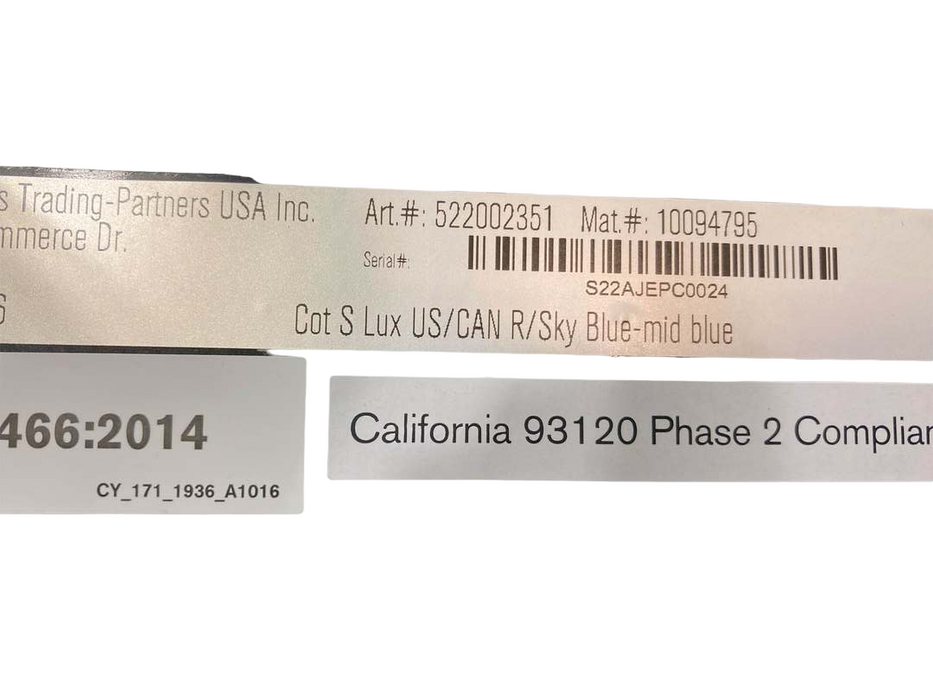 s Trading-Partners USA Inc.
mmerce Dr.
6
Art.#: 522002351 Mat.#: 10094795
Serial#:
S22AJEPC0024
Cot S Lux US/CAN R/Sky Blue-mid blue
466:2014
CY_171_1936_A1016
California 93120 Phase 2 Complian